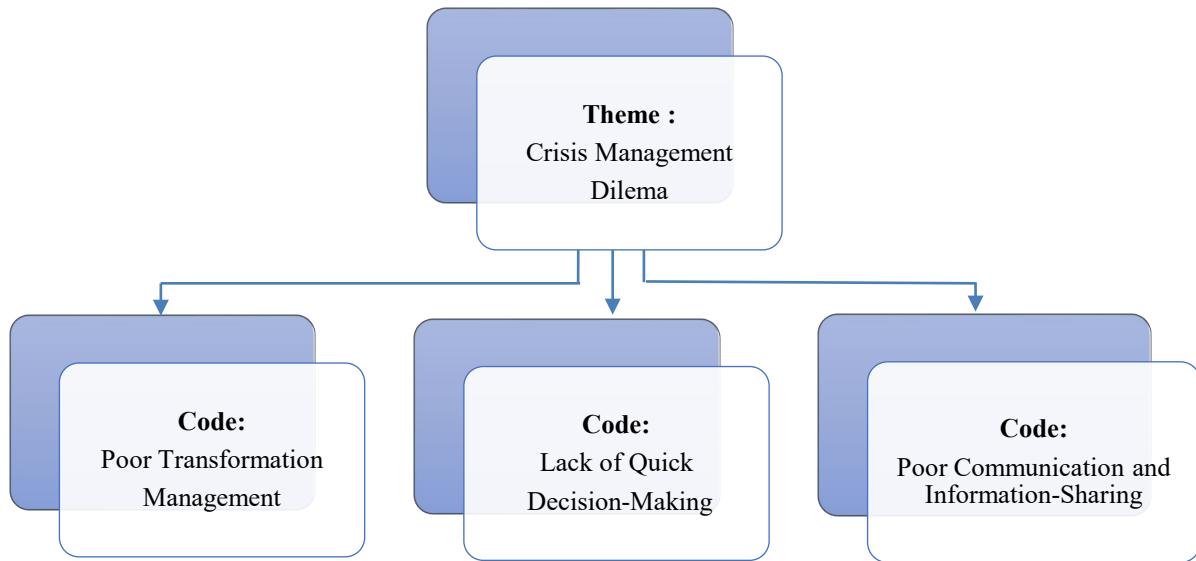 Theme :
Crisis Management
Dilema
Code:
Poor Transformation
Management
Code:
Lack of Quick
Decision-Making
Code:
Poor Communication and
Information-Sharing